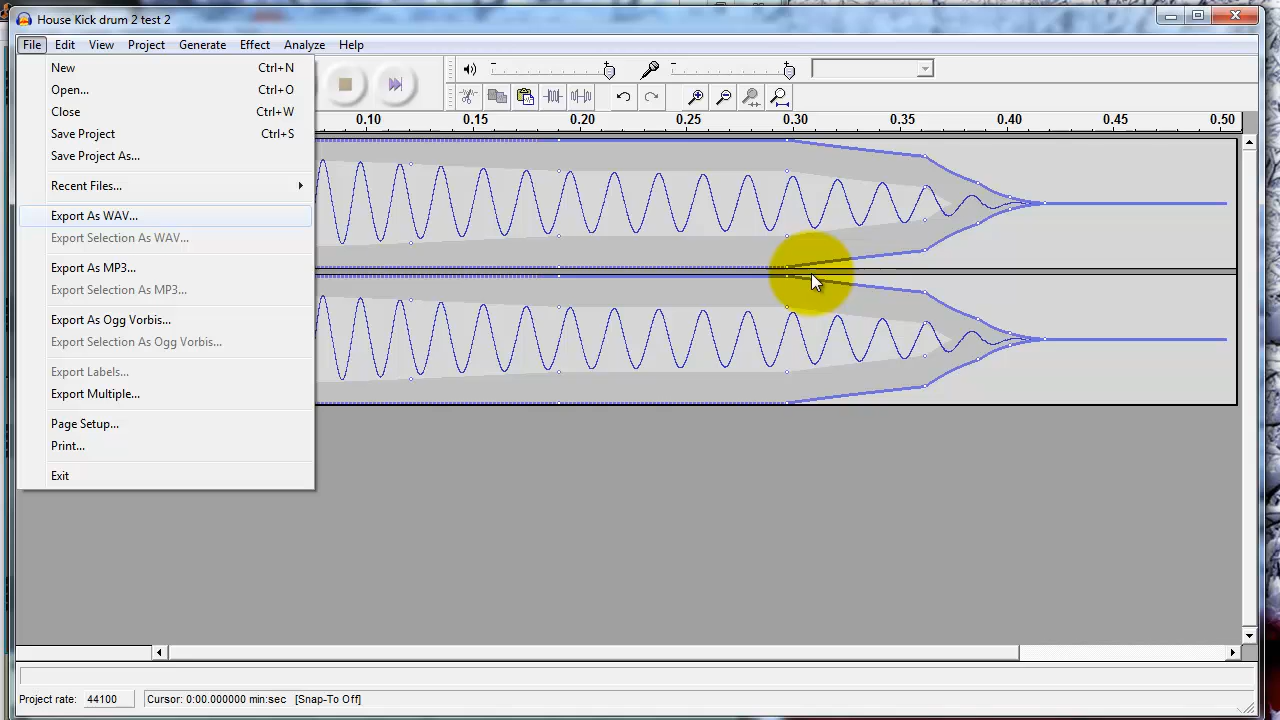 House Kick drum 2 test 2
File Edit View Project Generate Effect Analyze Help
New Ctrl+N
Open... Ctrl+O
Close Ctrl+W
Save Project Ctrl+S
Save Project As...
Recent Files...
Export As WAV...
Export Selection As WAV...
Export As MP3...
Export Selection As MP3...
Export As Ogg Vorbis...
Export Selection As Ogg Vorbis...
Export Labels...
Export Multiple...
Page Setup...
Print...
Exit
0.10 0.15 0.20 0.25 0.30 0.35 0.40 0.45 0.50
Project rate: 44100 Cursor: 0:00.000000 min:sec [Snap-To Off]